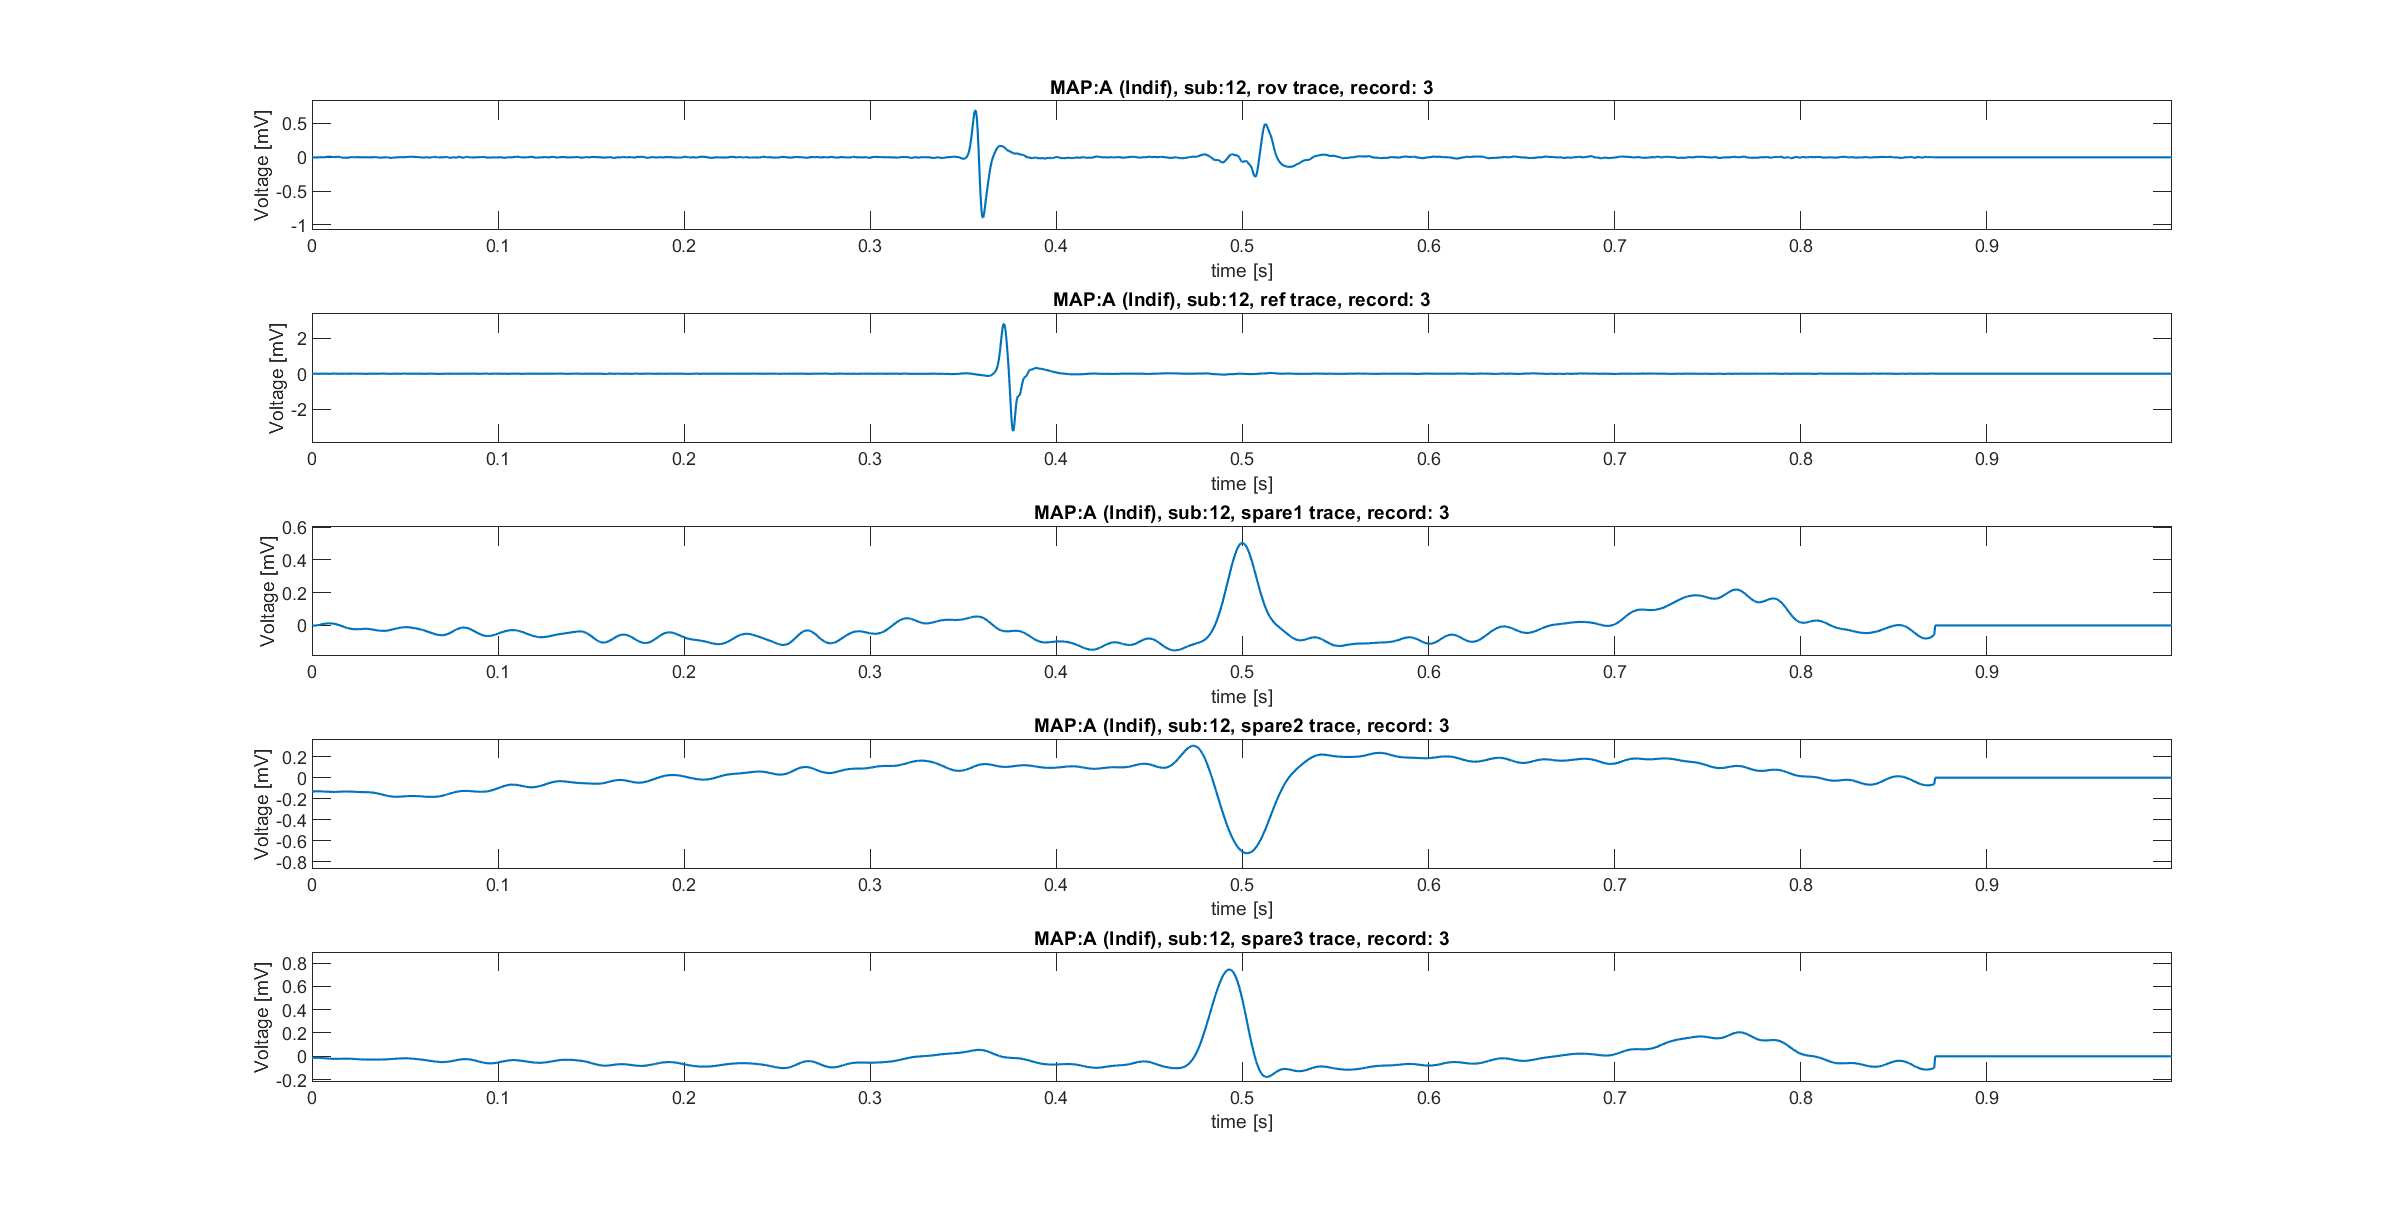 MAP:A (Indif), sub:12, rov trace, record: 3
Voltage [mV]
0.5
0
-0.5
-1
0 0.1 0.2 0.3 0.4 0.5 0.6 0.7 0.8 0.9
time [s]
MAP:A (Indif), sub:12, ref trace, record: 3
Voltage [mV]
2
0
-2
0 0.1 0.2 0.3 0.4 0.5 0.6 0.7 0.8 0.9
time [s]
MAP:A (Indif), sub:12, spare1 trace, record: 3
Voltage [mV]
0.6
0.4
0.2
0
0 0.1 0.2 0.3 0.4 0.5 0.6 0.7 0.8 0.9
time [s]
MAP:A (Indif), sub:12, spare2 trace, record: 3
Voltage [mV]
0.2
0
-0.2
-0.4
-0.6
-0.8
0 0.1 0.2 0.3 0.4 0.5 0.6 0.7 0.8 0.9
time [s]
MAP:A (Indif), sub:12, spare3 trace, record: 3
Voltage [mV]
0.8
0.6
0.4
0.2
0
-0.2
0 0.1 0.2 0.3 0.4 0.5 0.6 0.7 0.8 0.9
time [s]